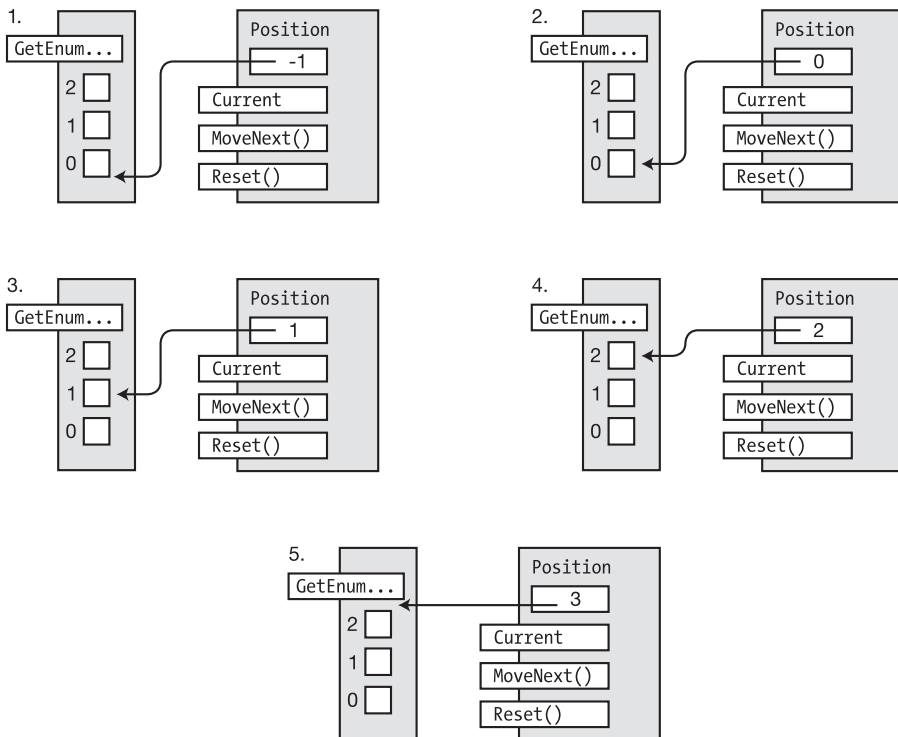 1.
GetEnum...
2
1
0
Position
-1
Current
MoveNext()
Reset()
2.
GetEnum...
2
1
0
Position
0
Current
MoveNext()
Reset()
3.
GetEnum...
2
1
0
Position
1
Current
MoveNext()
Reset()
4.
GetEnum...
2
1
0
Position
2
Current
MoveNext()
Reset()
5.
GetEnum...
2
1
0
Position
3
Current
MoveNext()
Reset()